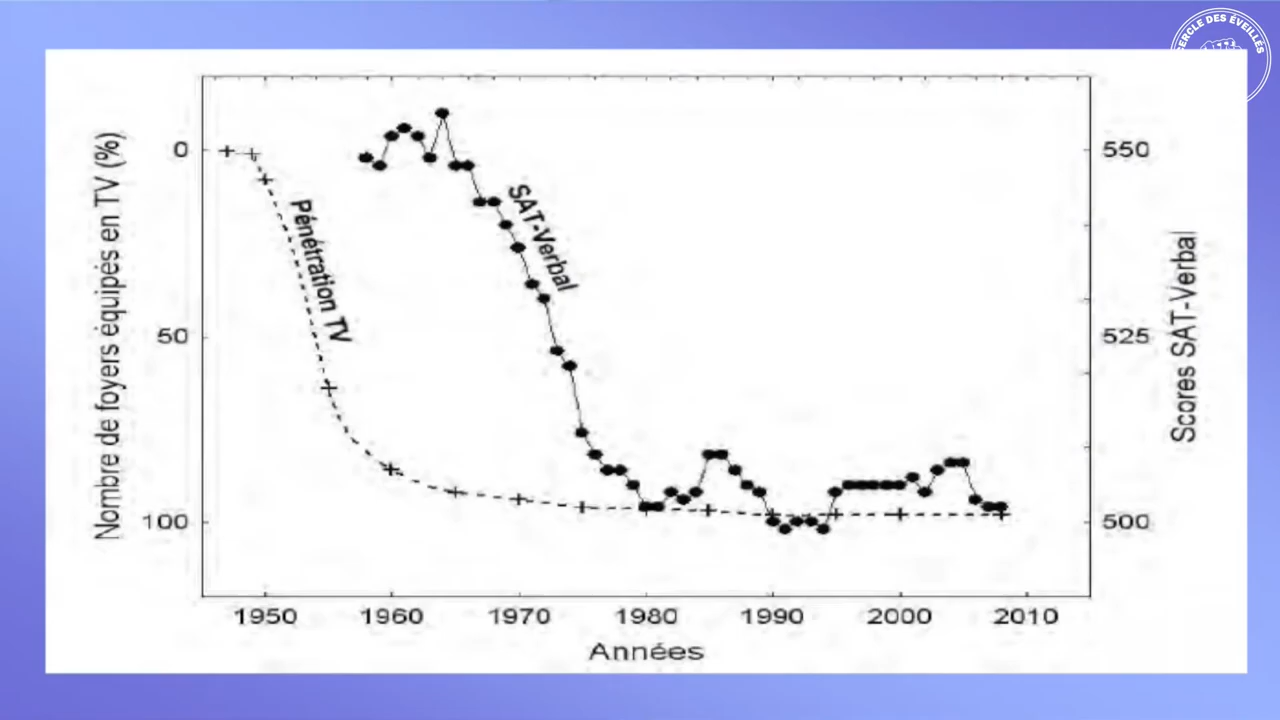 CERCLE DES ÉVEILLÉS
Nombre de foyers équipés en TV (%)
0
50
100
Pénétration TV
SAT-Verbal
550
525
500
Scores SAT-Verbal
1950 1960 1970 1980 1990 2000 2010
Années